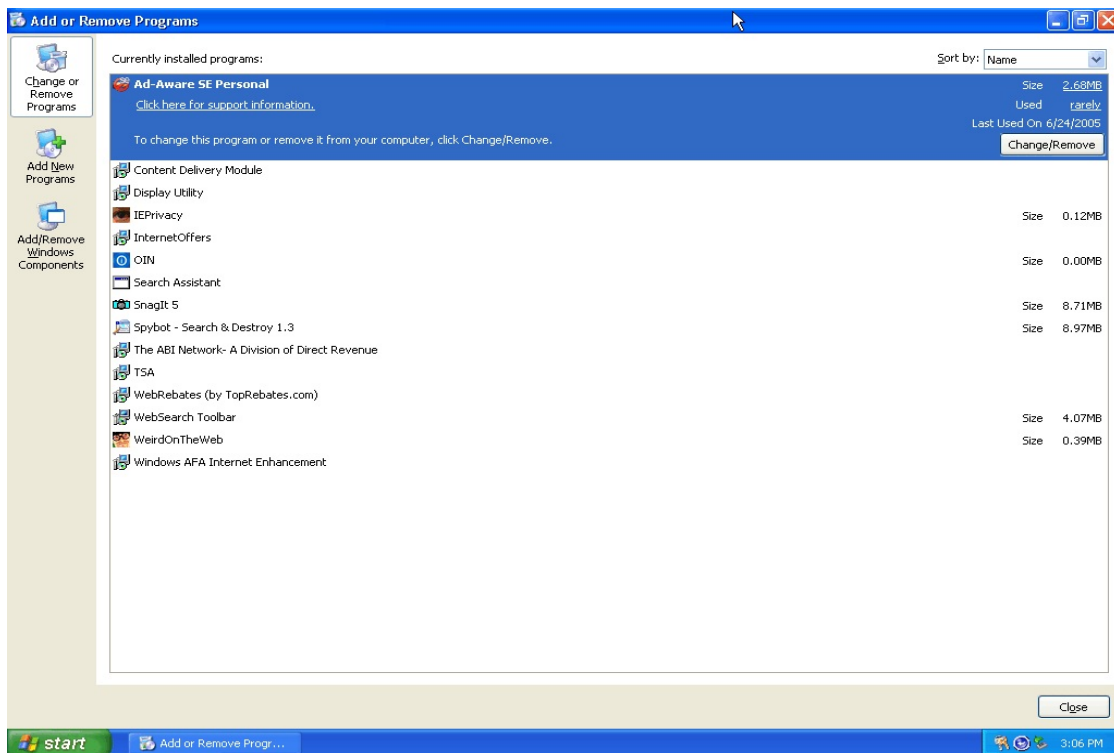 Add or Remove Programs
Change or
Remove
Programs
Add New
Programs
Add/Remove
Windows
Components
Currently installed programs:
Sort by: Name
Ad-Aware SE Personal Size 2.68MB
Click here for support information. Used rarely
Last Used On 6/24/2005
To change this program or remove it from your computer, click Change/Remove. Change/Remove
Content Delivery Module
Display Utility
IEPrivacy Size 0.12MB
InternetOffers
OIN Size 0.00MB
Search Assistant
SnagIt 5 Size 8.71MB
Spybot - Search & Destroy 1.3 Size 8.97MB
The ABI Network- A Division of Direct Revenue
TSA
WebRebates (by TopRebates.com)
WebSearch Toolbar Size 4.07MB
WeirdOnTheWeb Size 0.39MB
Windows AFA Internet Enhancement
Close
start Add or Remove Progr... 3:06 PM